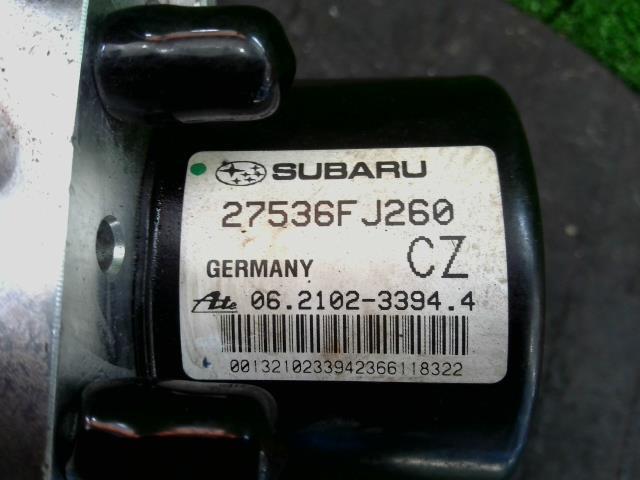 SUBARU
27536FJ260
GERMANY CZ
Ate 06.2102-3394.4
00132102339423661 18322